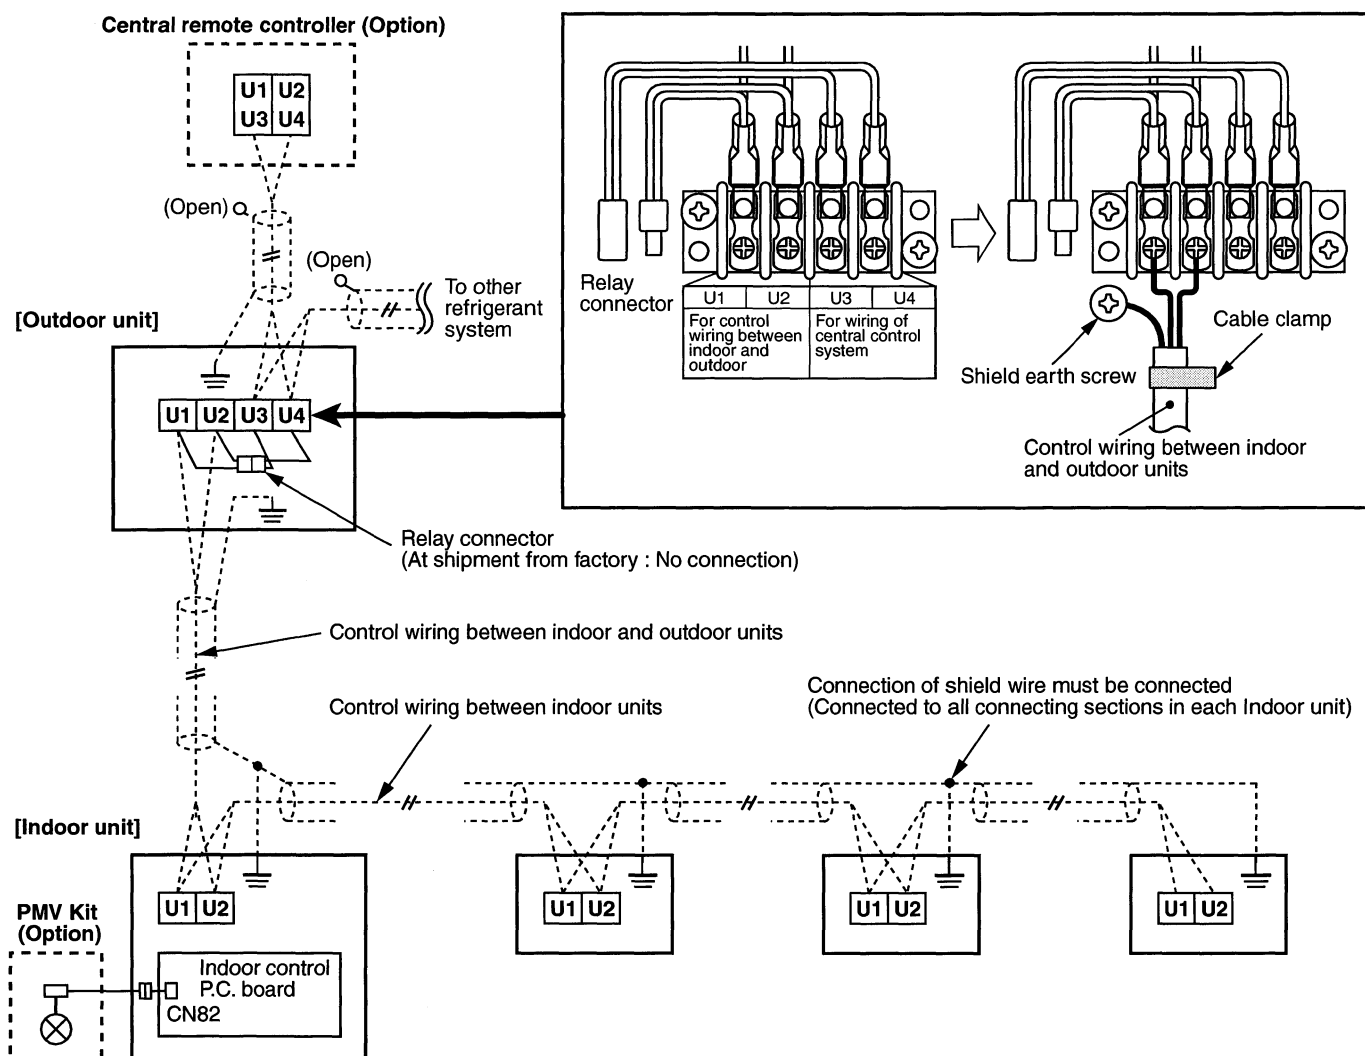 Central remote controller (Option)
U1 U2
U3 U4
(Open)
(Open)
To other
refrigerant
system
[Outdoor unit]
U1 U2 U3 U4
Relay connector
(At shipment from factory : No connection)
Relay
connector
U1 U2 U3 U4
For control
wiring between
indoor and
outdoor
For wiring of
central control
system
Cable clamp
Shield earth screw
Control wiring between indoor
and outdoor units
Control wiring between indoor and outdoor units
Control wiring between indoor units
Connection of shield wire must be connected
(Connected to all connecting sections in each Indoor unit)
[Indoor unit]
U1 U2
U1 U2
U1 U2
U1 U2
PMV Kit
(Option)
Indoor control
P.C. board
CN82